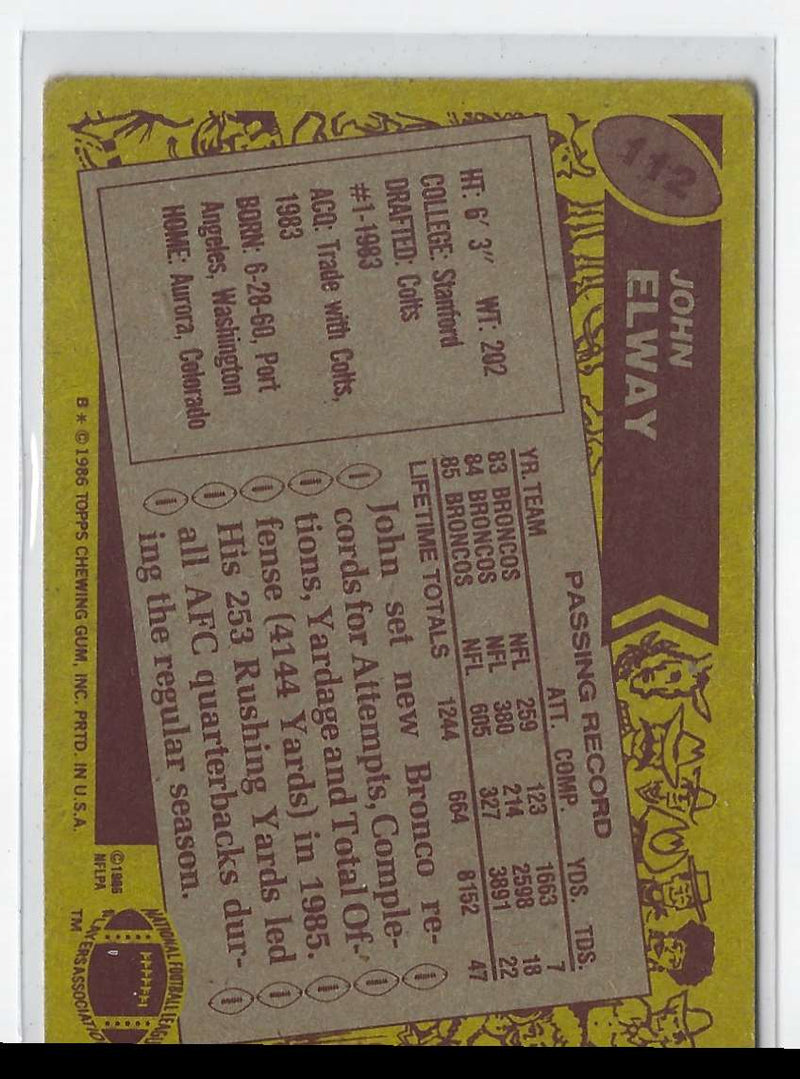 112
JOHN
ELWAY
HT: 6' 3" WT: 202
COLLEGE: Stanford
DRAFTED: Colts
#1-1983
ACQ: Trade with Colts,
1983
BORN: 6-28-60, Port
Angeles, Washington
HOME: Aurora, Colorado
PASSING RECORD
YR. TEAM ATT. COMP. YDS. TDS.
83 BRONCOS NFL 259 123 1663 7
84 BRONCOS NFL 380 214 2598 18
85 BRONCOS NFL 605 327 3891 22
LIFETIME TOTALS 1244 664 8152 47
John set new Bronco re-
cords for Attempts, Comple-
tions, Yardage and Total Of-
fense (4144 Yards) in 1985.
His 253 Rushing Yards led
all AFC quarterbacks dur-
ing the regular season.
B * © 1986 TOPPS CHEWING GUM, INC. PRTD. IN U.S.A.
© 1986
NFLPA
NATIONAL FOOTBALL LEAGUE
PLAYERS ASSOCIATIO
TM